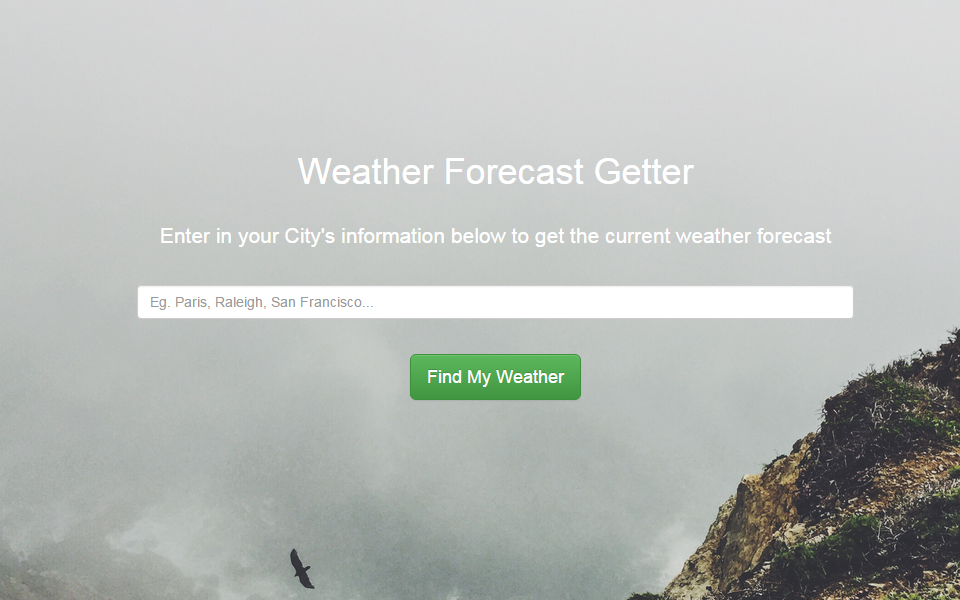 Weather Forecast Getter
Enter in your City's information below to get the current weather forecast
Eg. Paris, Raleigh, San Francisco...
Find My Weather